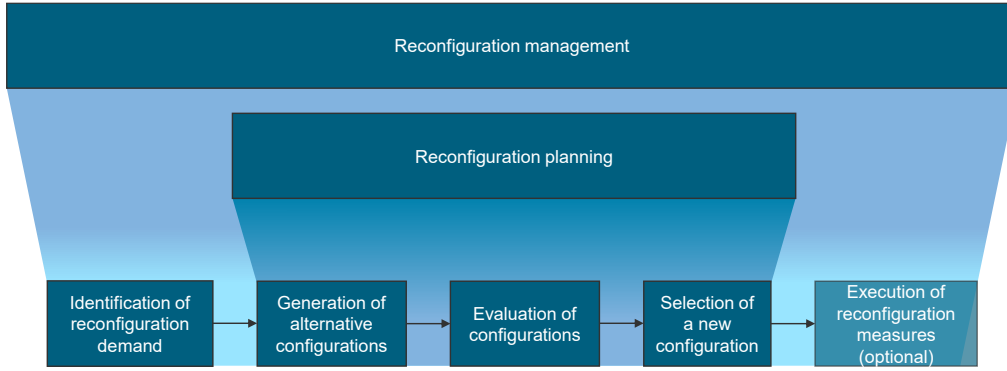 Reconfiguration management
Reconfiguration planning
Identification of
reconfiguration
demand
Generation of
alternative
configurations
Evaluation of
configurations
Selection of
a new
configuration
Execution of
reconfiguration
measures
(optional)